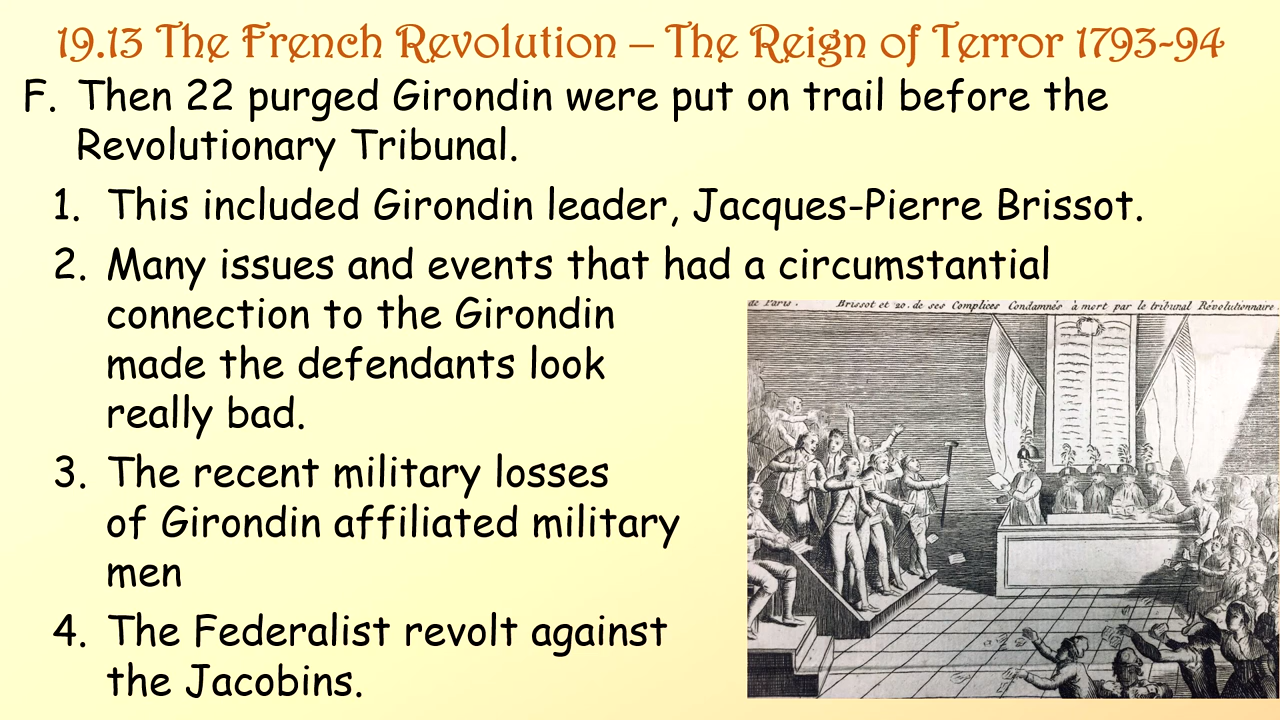 19.13 The French Revolution – The Reign of Terror 1793-94
F. Then 22 purged Girondin were put on trail before the
Revolutionary Tribunal.
1. This included Girondin leader, Jacques-Pierre Brissot.
2. Many issues and events that had a circumstantial
connection to the Girondin
made the defendants look
really bad.
3. The recent military losses
of Girondin affiliated military
men
4. The Federalist revolt against
the Jacobins.
de Paris. Brissot et 20. de ses Complices Condamnés à mort par le tribunal Révolutionnaire